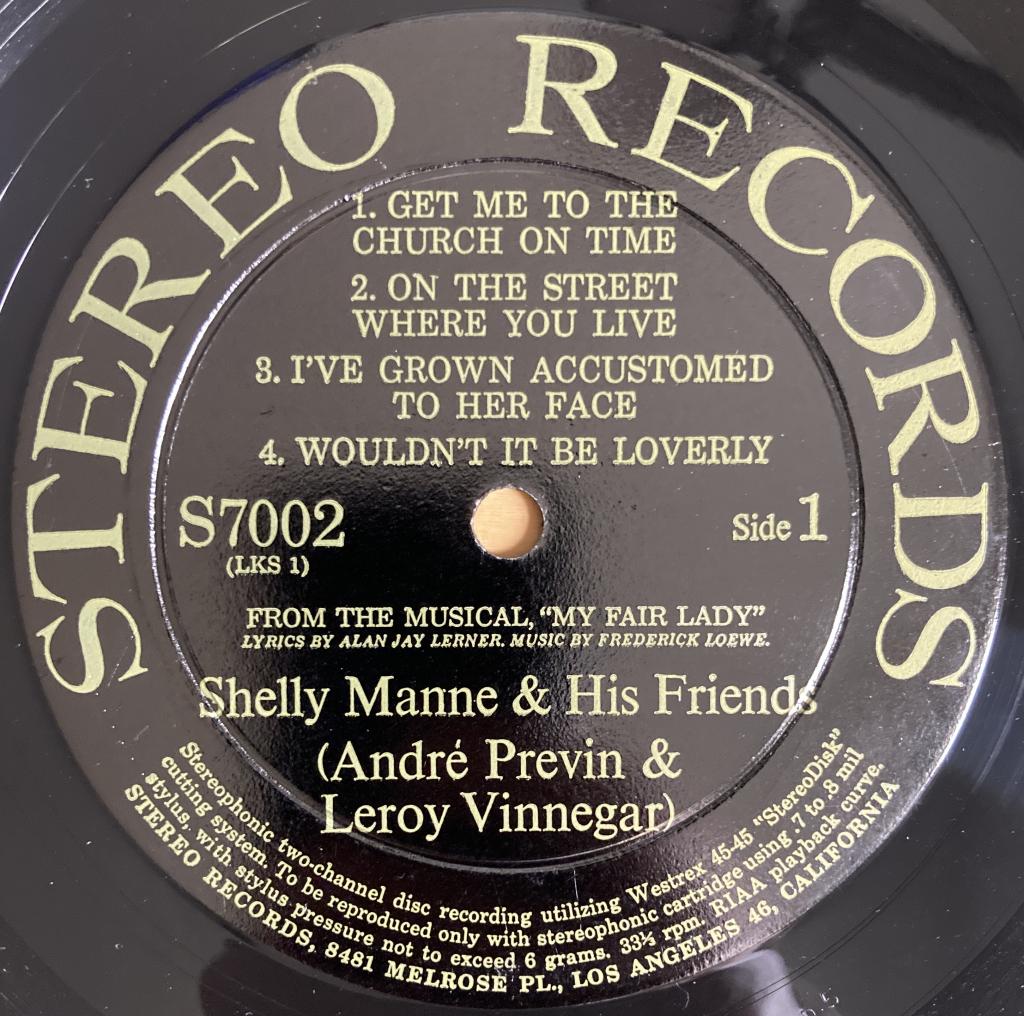 STEREO RECORDS
1. GET ME TO THE
CHURCH ON TIME
2. ON THE STREET
WHERE YOU LIVE
3. I'VE GROWN ACCUSTOMED
TO HER FACE
4. WOULDN'T IT BE LOVERLY
S7002
(LKS 1)
Side 1
FROM THE MUSICAL, "MY FAIR LADY"
LYRICS BY ALAN JAY LERNER. MUSIC BY FREDERICK LOEWE.
Shelly Manne & His Friends
(André Previn &
Leroy Vinnegar)
Stereophonic two-channel disc recording utilizing Westrex 45-45 "StereoDisk"
cutting system. To be reproduced only with stereophonic cartridge using .7 to .8 mil
stylus, with stylus pressure not to exceed 6 grams. 33⅓ rpm. RIAA playback curve.
STEREO RECORDS, 8481 MELROSE PL., LOS ANGELES 46, CALIFORNIA